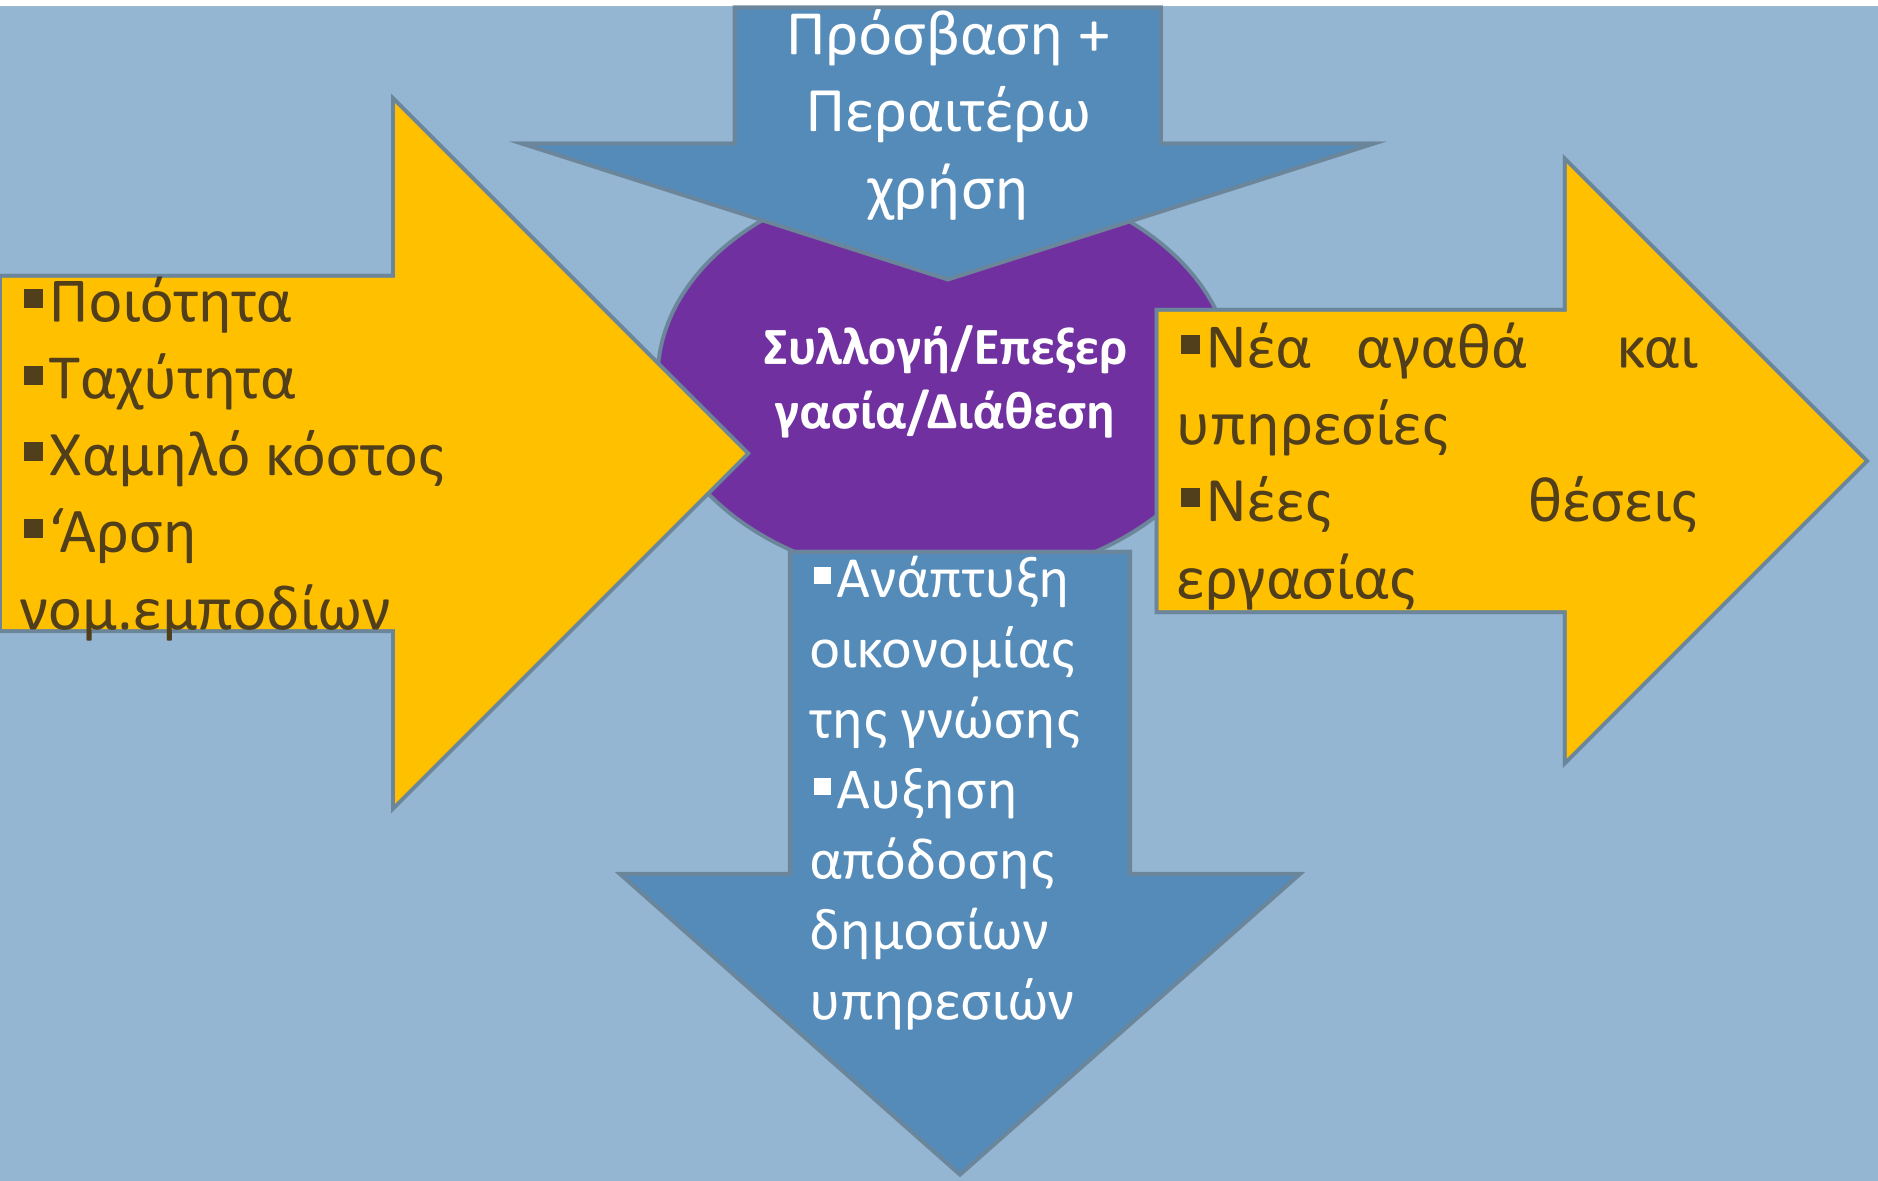 Πρόσβαση +
Περαιτέρω
χρήση
▪Ποιότητα
▪Ταχύτητα
▪Χαμηλό κόστος
▪‘Άρση
νομ.εμποδίων
Συλλογή/Επεξερ
γασία/Διάθεση
▪Νέα αγαθά και
υπηρεσίες
▪Νέες θέσεις
εργασίας
▪Ανάπτυξη
οικονομίας
της γνώσης
▪Αυξηση
απόδοσης
δημοσίων
υπηρεσιών